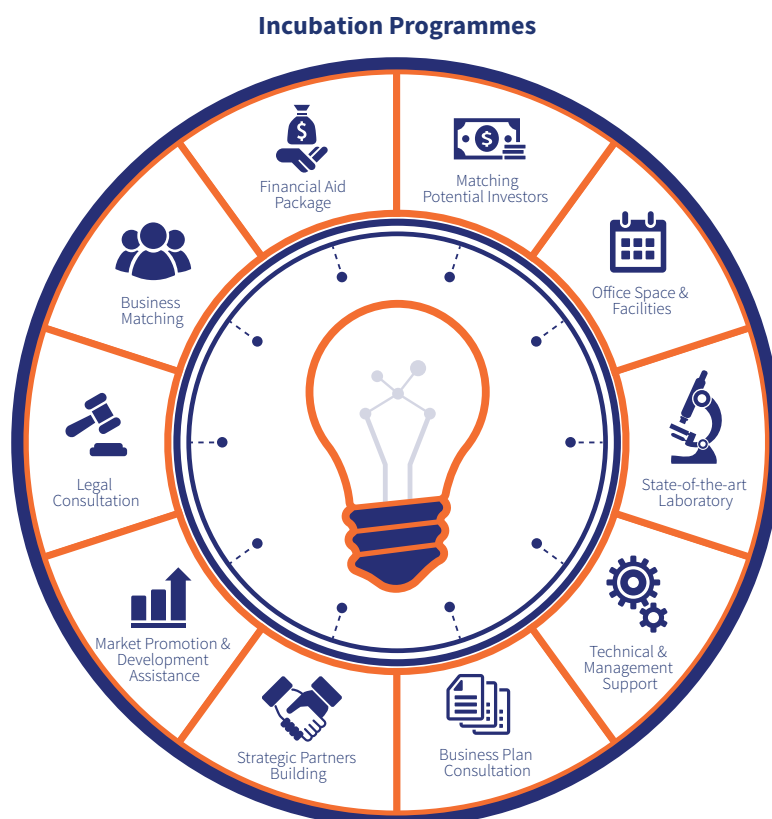 Incubation Programmes
Financial Aid
Package
$
Matching
Potential Investors
$
Office Space &
Facilities
State-of-the-art
Laboratory
Technical &
Management
Support
Business Plan
Consultation
Strategic Partners
Building
Market Promotion &
Development
Assistance
Legal
Consultation
Business
Matching